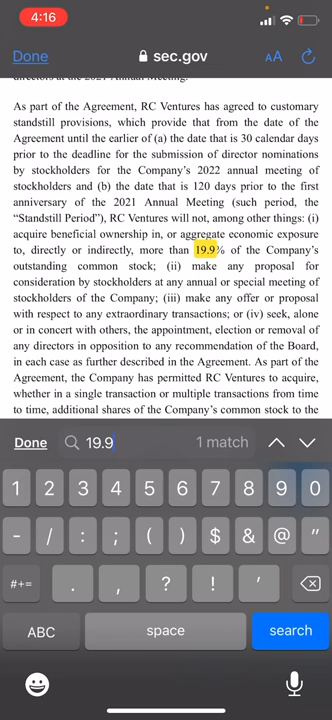 4:16
Done
sec.gov
AA
directors at the 2021 Annual Meeting.
As part of the Agreement, RC Ventures has agreed to customary
standstill provisions, which provide that from the date of the
Agreement until the earlier of (a) the date that is 30 calendar days
prior to the deadline for the submission of director nominations
by stockholders for the Company's 2022 annual meeting of
stockholders and (b) the date that is 120 days prior to the first
anniversary of the 2021 Annual Meeting (such period, the
“Standstill Period”), RC Ventures will not, among other things: (i)
acquire beneficial ownership in, or aggregate economic exposure
to, directly or indirectly, more than 19.9% of the Company's
outstanding common stock; (ii) make any proposal for
consideration by stockholders at any annual or special meeting of
stockholders of the Company; (iii) make any offer or proposal
with respect to any extraordinary transactions; or (iv) seek, alone
or in concert with others, the appointment, election or removal of
any directors in opposition to any recommendation of the Board,
in each case as further described in the Agreement. As part of the
Agreement, the Company has permitted RC Ventures to acquire,
whether in a single transaction or multiple transactions from time
to time, additional shares of the Company's common stock to the
Done
19.9
1 match
1 2 3 4 5 6 7 8 9 0
- / : ; ( ) $ & @ "
#+= . , ? ! '
ABC space search